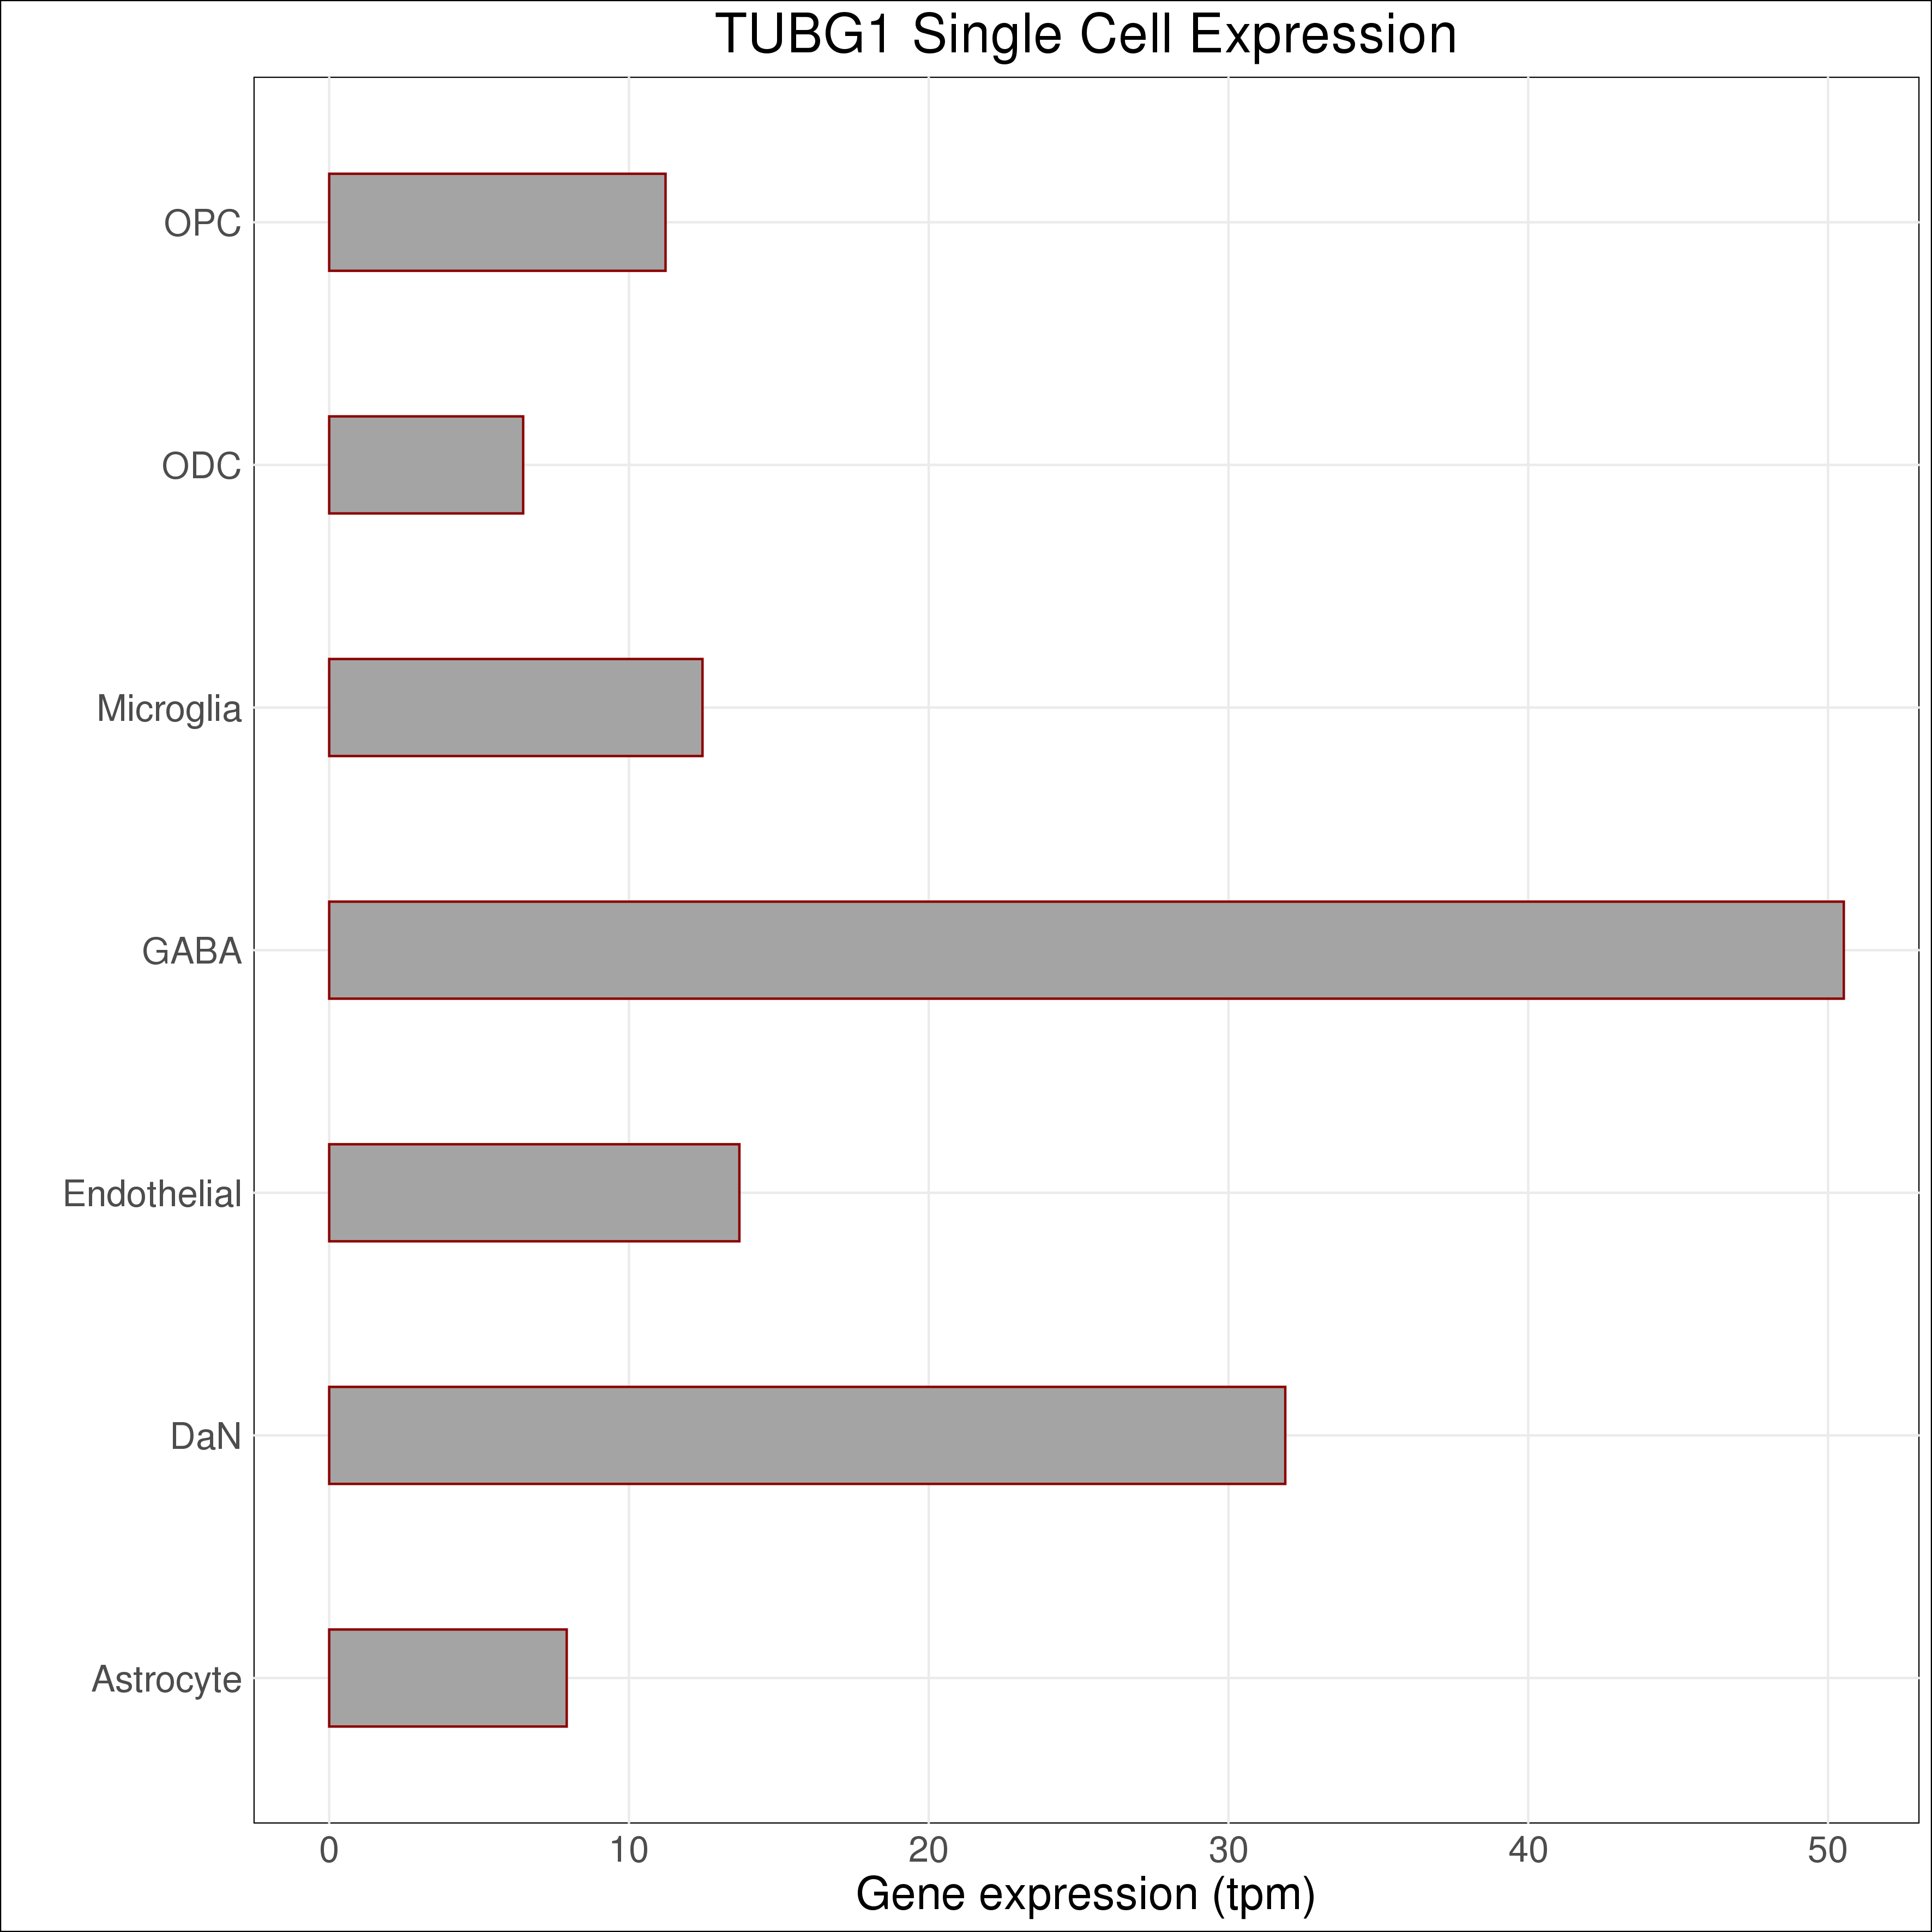 TUBG1 Single Cell Expression
OPC
ODC
Microglia
GABA
Endothelial
DaN
Astrocyte
0 10 20 30 40 50
Gene expression (tpm)